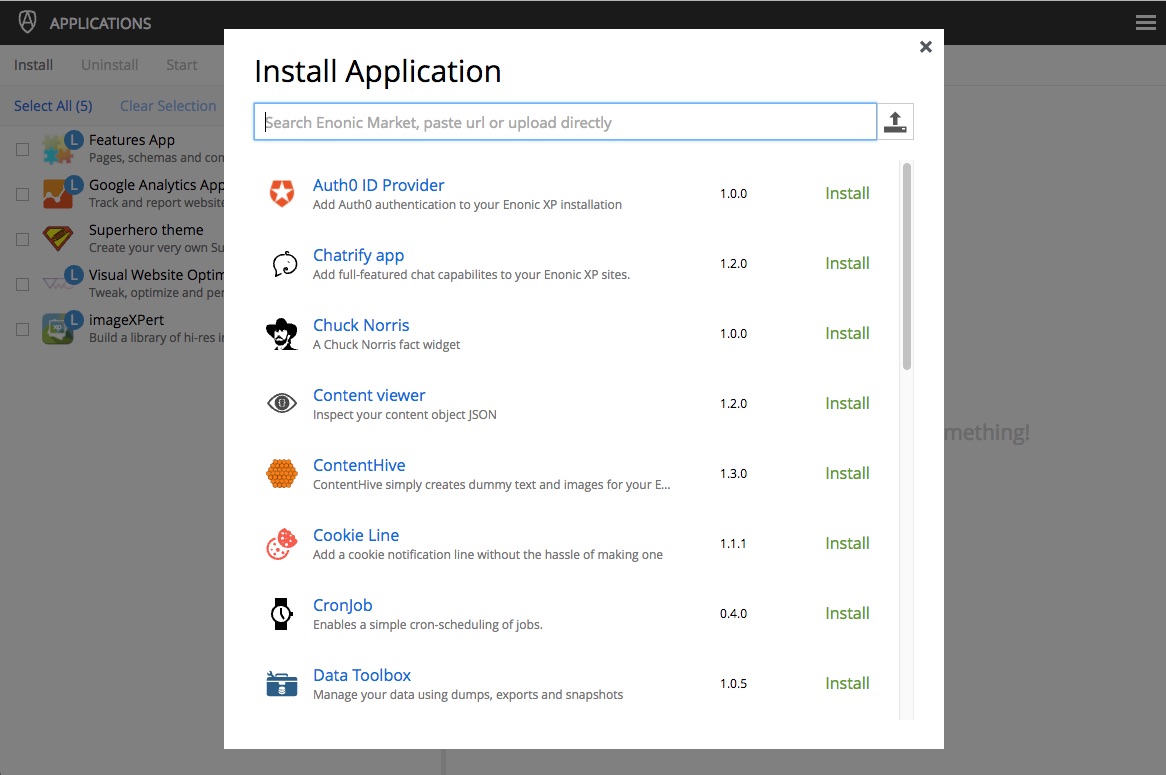 APPLICATIONS
Install Uninstall Start
Select All (5) Clear Selection
Features App
Pages, schemas and con
Google Analytics App
Track and report website
Superhero theme
Create your very own Su
Visual Website Optim
Tweak, optimize and per
imageXPert
Build a library of hi-res i
mething!
Install Application
Search Enonic Market, paste url or upload directly
Auth0 ID Provider
Add Auth0 authentication to your Enonic XP installation
1.0.0
Install
Chatrify app
Add full-featured chat capabilites to your Enonic XP sites.
1.2.0
Install
Chuck Norris
A Chuck Norris fact widget
1.0.0
Install
Content viewer
Inspect your content object JSON
1.2.0
Install
ContentHive
ContentHive simply creates dummy text and images for your E...
1.3.0
Install
Cookie Line
Add a cookie notification line without the hassle of making one
1.1.1
Install
CronJob
Enables a simple cron-scheduling of jobs.
0.4.0
Install
Data Toolbox
Manage your data using dumps, exports and snapshots
1.0.5
Install